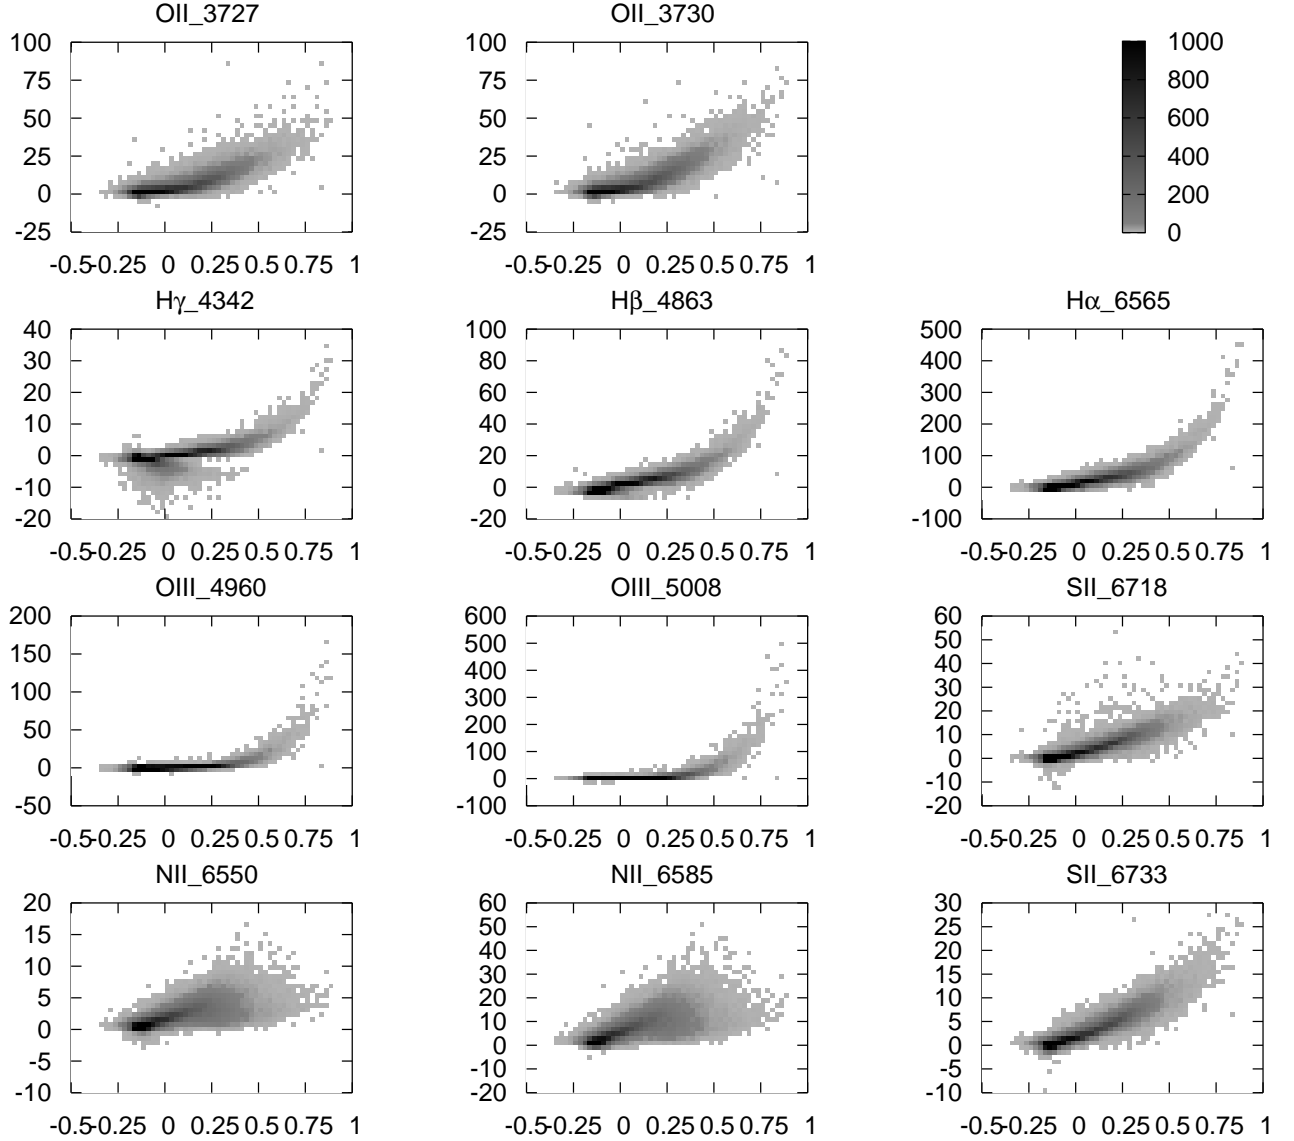 OII_3727 OII_3730
100 100 1000
75 75 800
50 50 600
25 25 400
0 0 200
-25 -25 0
-0.5-0.25 0 0.25 0.5 0.75 1 -0.5-0.25 0 0.25 0.5 0.75 1
Hγ_4342 Hβ_4863 Hα_6565
40 100 500
30 80 400
20 60 300
10 40 200
0 20 100
-10 0 0
-20 -20 -100
-0.5-0.25 0 0.25 0.5 0.75 1 -0.5-0.25 0 0.25 0.5 0.75 1 -0.5-0.25 0 0.25 0.5 0.75 1
OIII_4960 OIII_5008 SII_6718
200 600 60
150 500 50
100 400 40
50 300 30
0 200 20
-50 100 10
0 0
-100 -10
-20
-0.5-0.25 0 0.25 0.5 0.75 1 -0.5-0.25 0 0.25 0.5 0.75 1 -0.5-0.25 0 0.25 0.5 0.75 1
NII_6550 NII_6585 SII_6733
20 60 30
15 50 25
10 40 20
5 30 15
0 20 10
-5 10 5
-10 0 0
-10 -5
-20 -10
-0.5-0.25 0 0.25 0.5 0.75 1 -0.5-0.25 0 0.25 0.5 0.75 1 -0.5-0.25 0 0.25 0.5 0.75 1